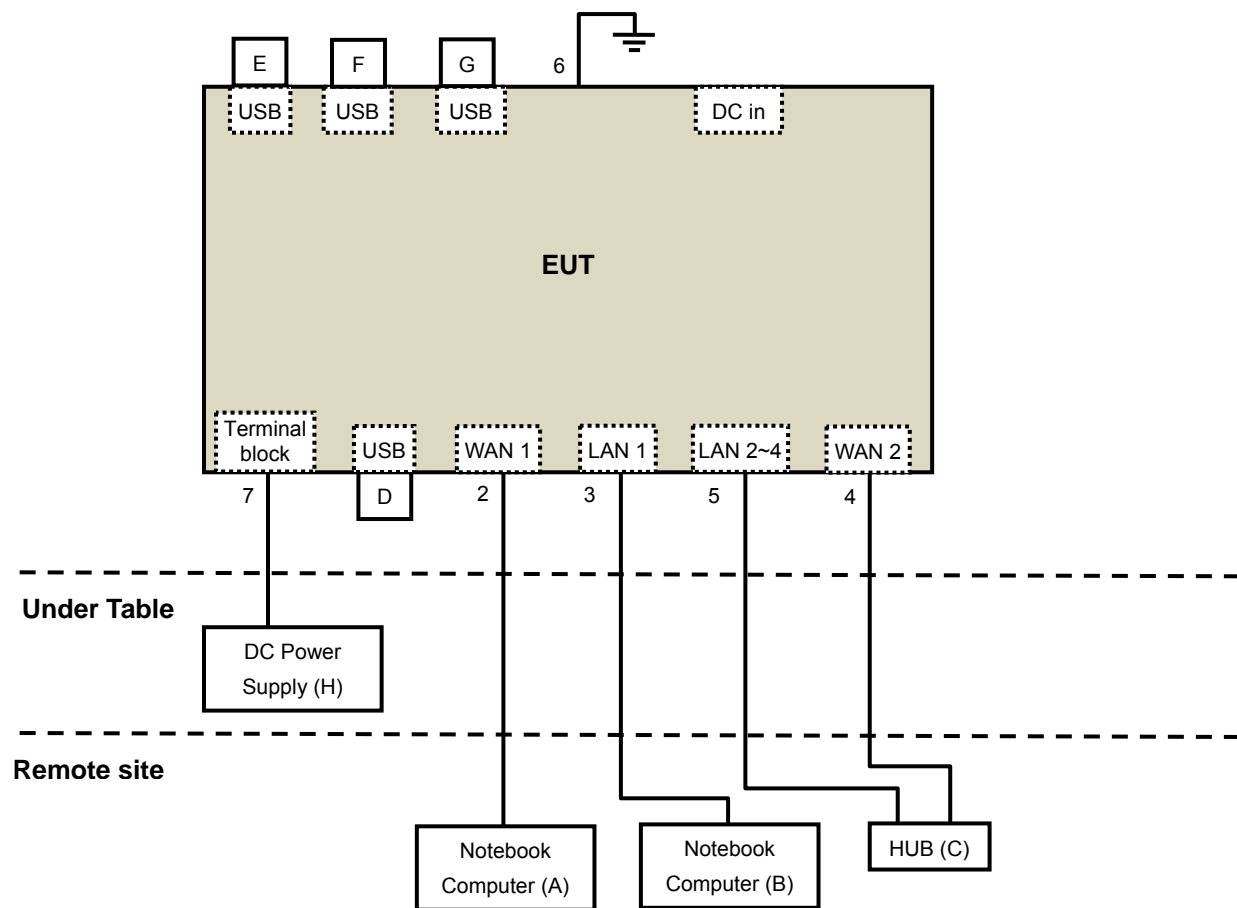 E F G 6
USB USB USB DC in
EUT
Terminal
block
USB WAN 1 LAN 1 LAN 2~4 WAN 2
7 D 2 3 5 4
Under Table
DC Power
Supply (H)
Remote site
Notebook
Computer (A)
Notebook
Computer (B)
HUB (C)